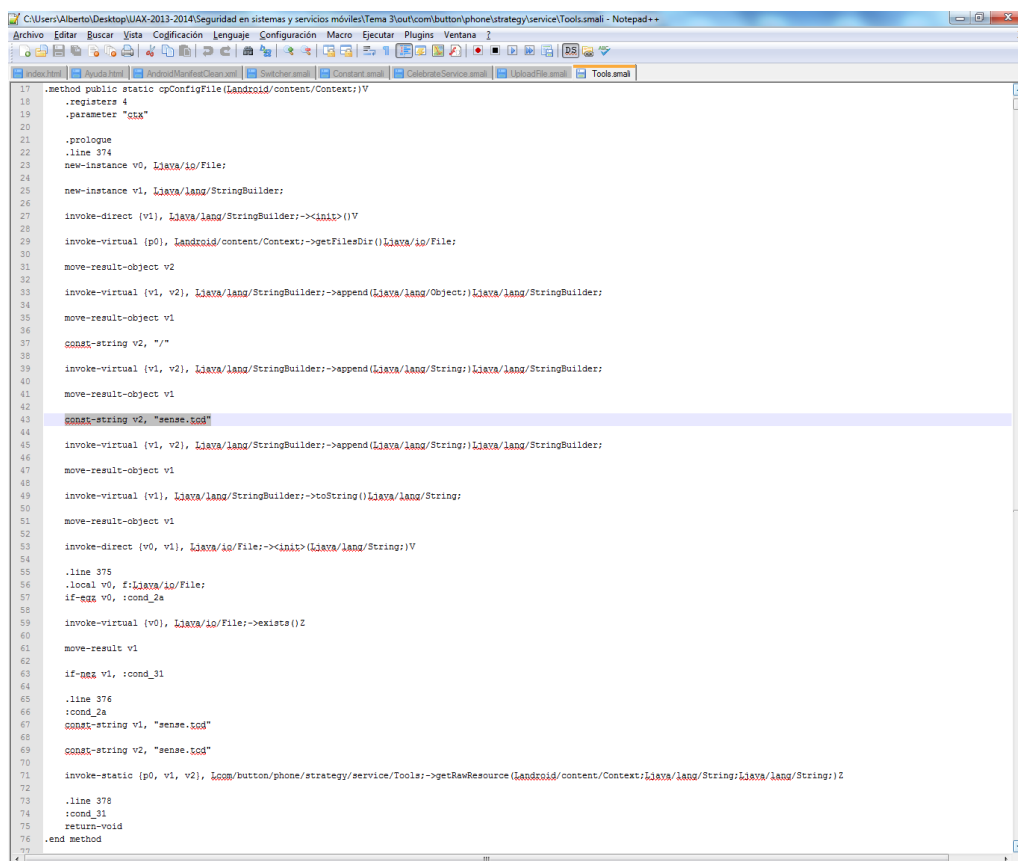 C:\Users\Alberto\Desktop\UAX-2013-2014\Seguridad en sistemas y servicios móviles\Tema 3\out\com\button\phone\strategy\service\Tools.smali - Notepad++
Archivo Editar Buscar Vista Codificación Lenguaje Configuración Macro Ejecutar Plugins Ventana ?
index.html Ayuda.html AndroidManifestClean.xml Switcher.smali Constant.smali CelebrateService.smali UploadFile.smali Tools.smali
17 .method public static cpConfigFile(Landroid/content/Context;)V
18 .registers 4
19 .parameter "ctx"
20
21 .prologue
22 .line 374
23 new-instance v0, Ljava/io/File;
24
25 new-instance v1, Ljava/lang/StringBuilder;
26
27 invoke-direct {v1}, Ljava/lang/StringBuilder;-><init>()V
28
29 invoke-virtual {p0}, Landroid/content/Context;->getFilesDir()Ljava/io/File;
30
31 move-result-object v2
32
33 invoke-virtual {v1, v2}, Ljava/lang/StringBuilder;->append(Ljava/lang/Object;)Ljava/lang/StringBuilder;
34
35 move-result-object v1
36
37 const-string v2, "/"
38
39 invoke-virtual {v1, v2}, Ljava/lang/StringBuilder;->append(Ljava/lang/String;)Ljava/lang/StringBuilder;
40
41 move-result-object v1
42
43 const-string v2, "sense.tcd"
44
45 invoke-virtual {v1, v2}, Ljava/lang/StringBuilder;->append(Ljava/lang/String;)Ljava/lang/StringBuilder;
46
47 move-result-object v1
48
49 invoke-virtual {v1}, Ljava/lang/StringBuilder;->toString()Ljava/lang/String;
50
51 move-result-object v1
52
53 invoke-direct {v0, v1}, Ljava/io/File;-><init>(Ljava/lang/String;)V
54
55 .line 375
56 .local v0, f:Ljava/io/File;
57 if-eqz v0, :cond_2a
58
59 invoke-virtual {v0}, Ljava/io/File;->exists()Z
60
61 move-result v1
62
63 if-nez v1, :cond_31
64
65 .line 376
66 :cond_2a
67 const-string v1, "sense.tcd"
68
69 const-string v2, "sense.tcd"
70
71 invoke-static {p0, v1, v2}, Lcom/button/phone/strategy/service/Tools;->getRawResource(Landroid/content/Context;Ljava/lang/String;Ljava/lang/String;)Z
72
73 .line 378
74 :cond_31
75 return-void
76 .end method
77